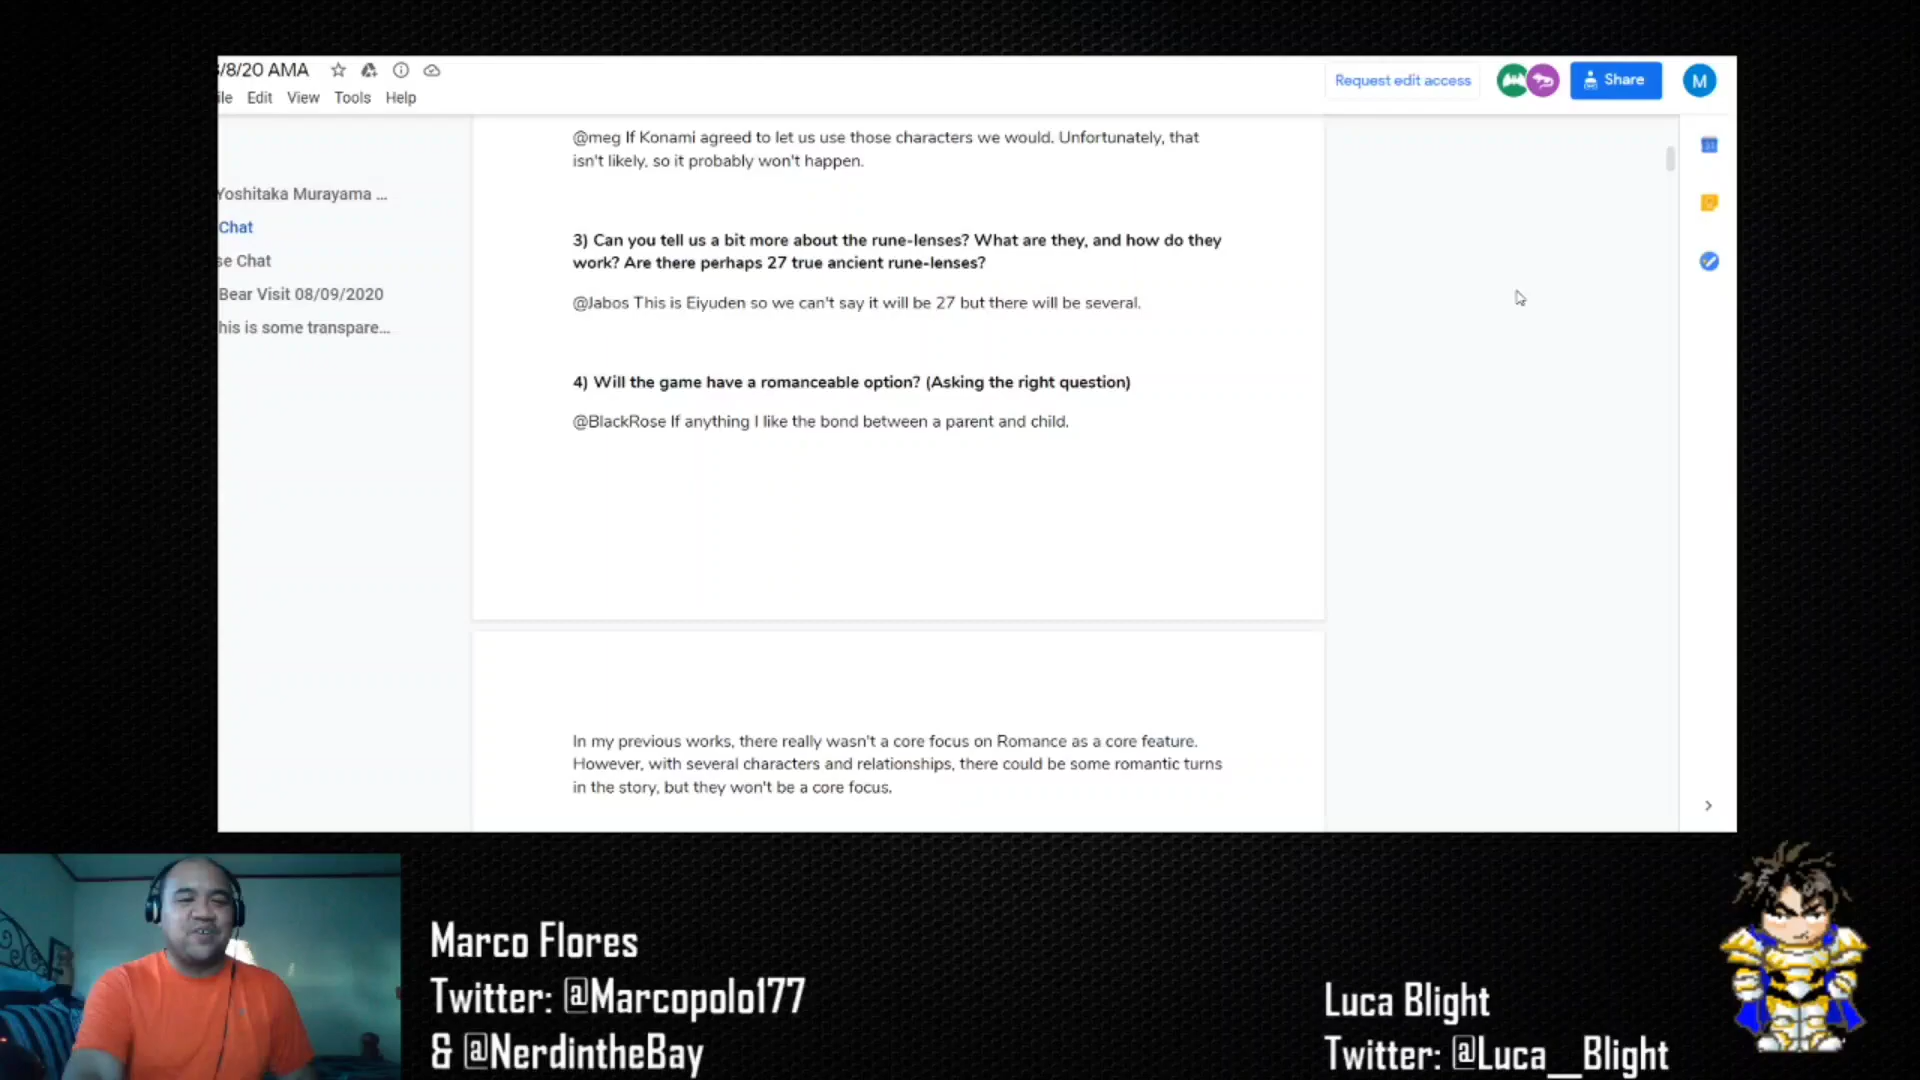 /8/20 AMA
Request edit access
Share
M
ile Edit View Tools Help
Yoshitaka Murayama ...
Chat
se Chat
Bear Visit 08/09/2020
his is some transpare...
@meg If Konami agreed to let us use those characters we would. Unfortunately, that
isn't likely, so it probably won't happen.
3) Can you tell us a bit more about the rune-lenses? What are they, and how do they
work? Are there perhaps 27 true ancient rune-lenses?
@Jabos This is Eiyuden so we can't say it will be 27 but there will be several.
4) Will the game have a romanceable option? (Asking the right question)
@BlackRose If anything I like the bond between a parent and child.
In my previous works, there really wasn't a core focus on Romance as a core feature.
However, with several characters and relationships, there could be some romantic turns
in the story, but they won't be a core focus.
Marco Flores
Twitter: @Marcopolo177
& @NerdintheBay
Luca Blight
Twitter: @Luca__Blight